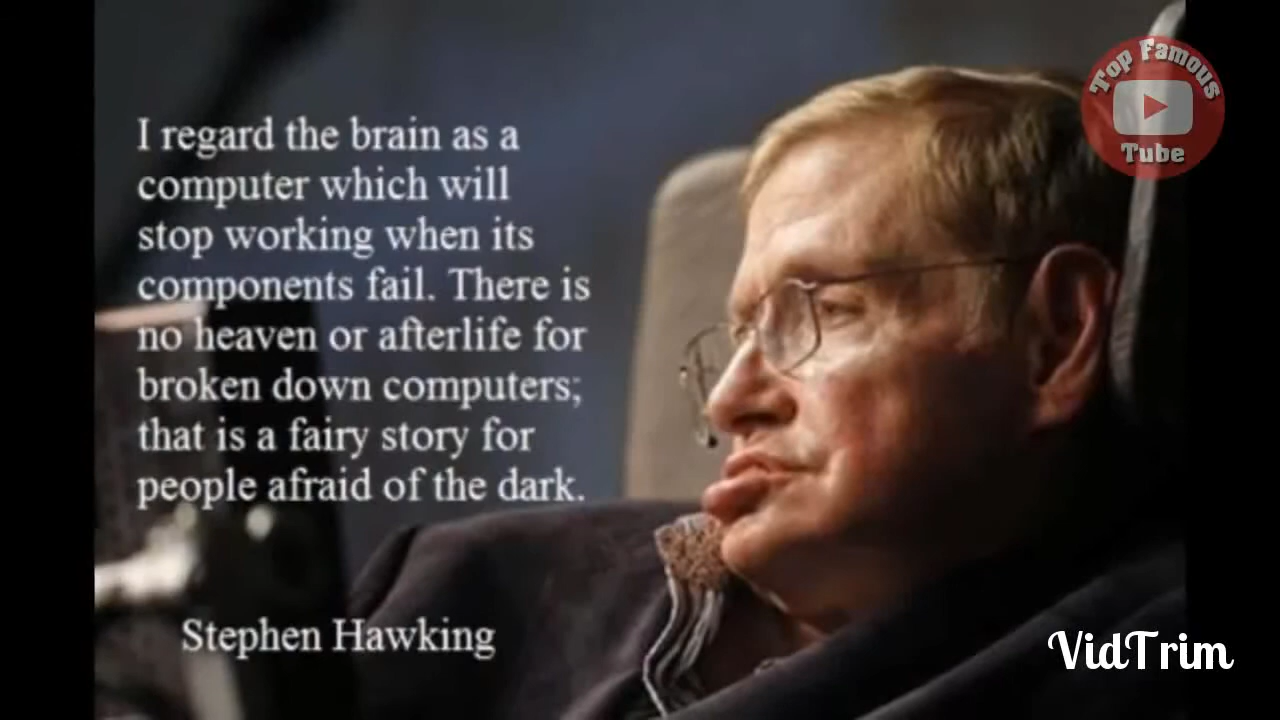 I regard the brain as a
computer which will
stop working when its
components fail. There is
no heaven or afterlife for
broken down computers;
that is a fairy story for
people afraid of the dark.
Stephen Hawking
Top Famous
Tube
VidTrim